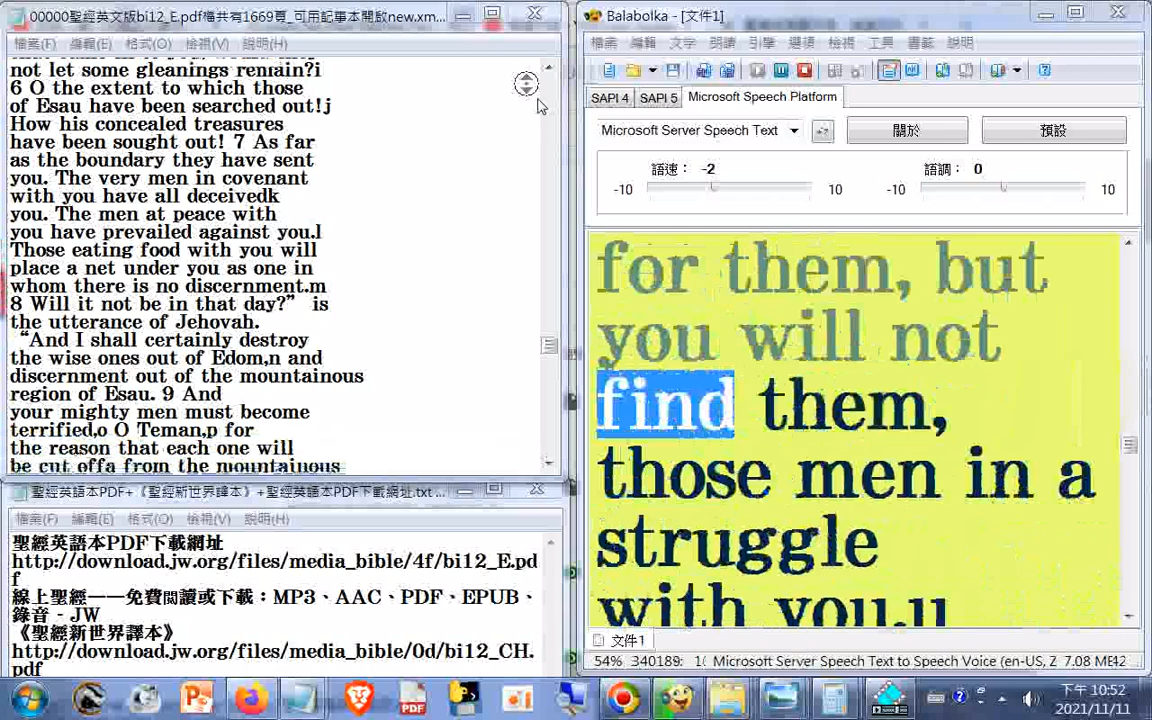 00000聖經英文版bi12_E.pdf檔共有1669頁_可用記事本開啟new.xm...
檔案(F) 編輯(E) 格式(O) 檢視(V) 說明(H)
not let some gleanings remain?i
6 O the extent to which those
of Esau have been searched out!j
How his concealed treasures
have been sought out! 7 As far
as the boundary they have sent
you. The very men in covenant
with you have all deceivedk
you. The men at peace with
you have prevailed against you.l
Those eating food with you will
place a net under you as one in
whom there is no discernment.m
8 Will it not be in that day?” is
the utterance of Jehovah.
“And I shall certainly destroy
the wise ones out of Edom,n and
discernment out of the mountainous
region of Esau. 9 And
your mighty men must become
terrified,o O Teman,p for
the reason that each one will
be cut offa from the mountainous
聖經英語本PDF+《聖經新世界譯本》+聖經英語本PDF下載網址.txt ...
檔案(F) 編輯(E) 格式(O) 檢視(V) 說明(H)
聖經英語本PDF下載網址
http://download.jw.org/files/media_bible/4f/bi12_E.pd
f
線上聖經——免費閱讀或下載：MP3、AAC、PDF、EPUB、
錄音 - JW
《聖經新世界譯本》
http://download.jw.org/files/media_bible/0d/bi12_CH.
pdf
Balabolka - [文件1]
檔案 編輯 文字 朗讀 引擎 選項 檢視 工具 書籤 說明
SAPI 4 SAPI 5 Microsoft Speech Platform
Microsoft Server Speech Text 關於 預設
語速： -2 語調： 0
-10 10 -10 10
for them, but
you will not
find them,
those men in a
struggle
with you.u
文件1
54% 340189: Microsoft Server Speech Text to Speech Voice (en-US, Z 7.08 ME
下午 10:52
2021/11/11